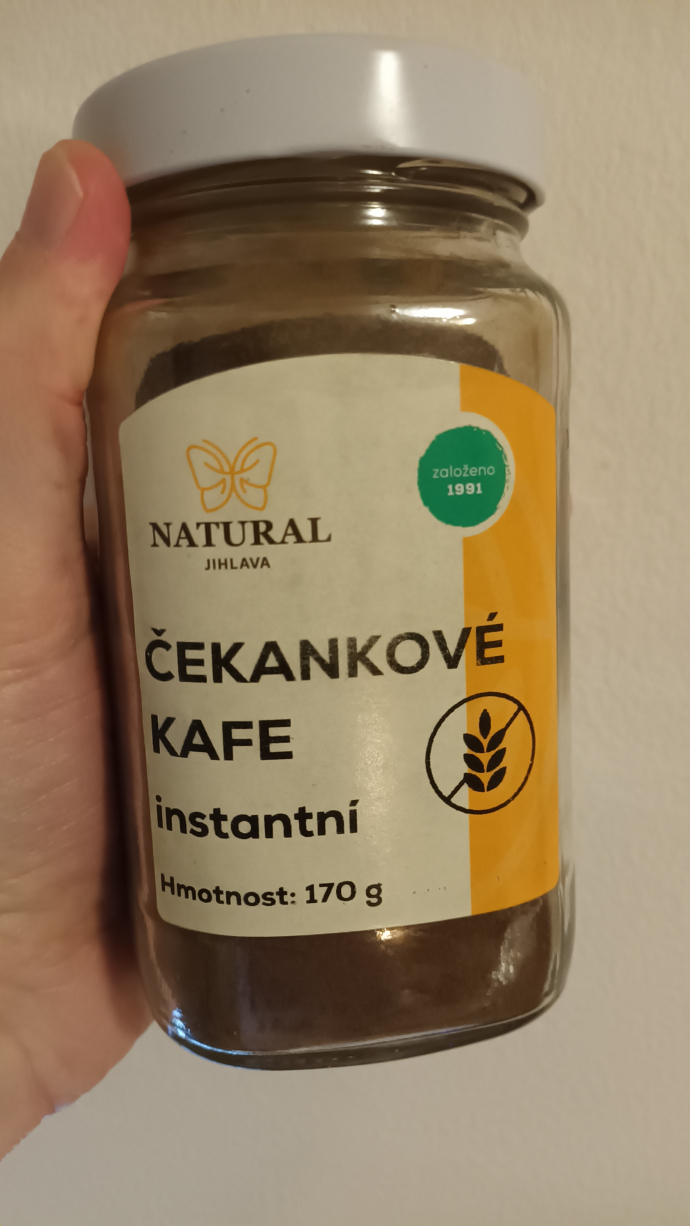 založeno
1991
NATURAL
JIHLAVA
ČEKANKOVÉ
KAFE
instantní
Hmotnost: 170 g